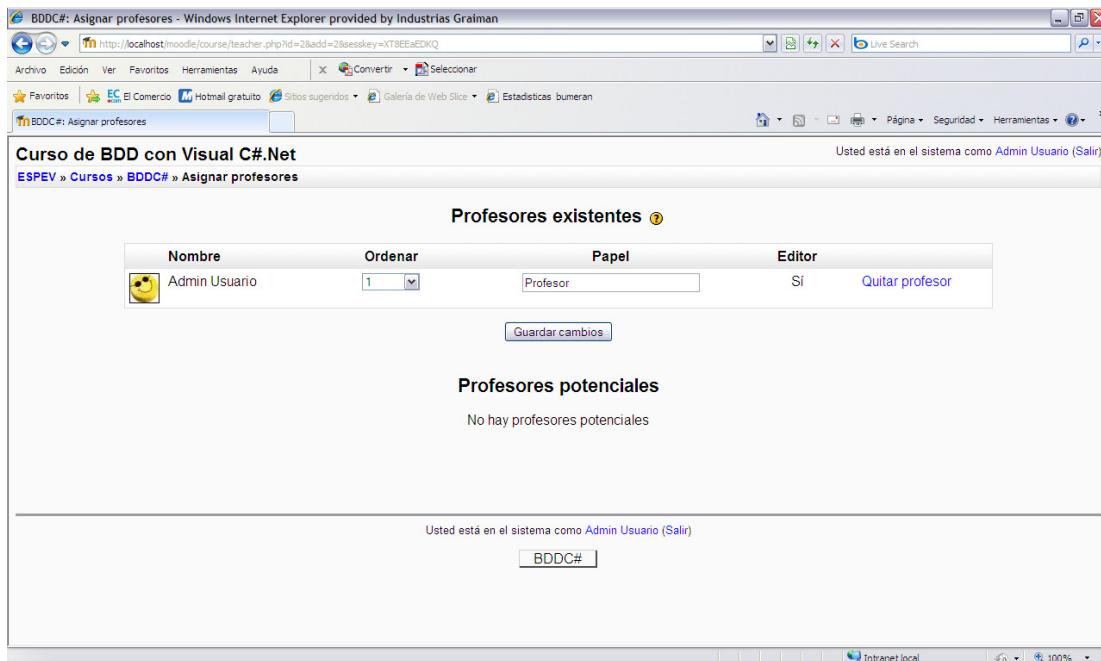 BDDC#: Asignar profesores - Windows Internet Explorer provided by Industrias Graiman
http://localhost/moodle/course/teacher.php?id=2&add=2&sesskey=XT8EEaEDKQ
Live Search
Archivo Edición Ver Favoritos Herramientas Ayuda X Convertir Seleccionar
Favoritos EC El Comercio Hotmail gratuito Sitios sugeridos Galería de Web Slice Estadisticas bumeran
BDDC#: Asignar profesores
Página Seguridad Herramientas
Curso de BDD con Visual C#.Net
Usted está en el sistema como Admin Usuario (Salir)
ESPEV » Cursos » BDDC# » Asignar profesores
Profesores existentes ?
Nombre Ordenar Papel Editor
Admin Usuario 1 Profesor Sí Quitar profesor
Guardar cambios
Profesores potenciales
No hay profesores potenciales
Usted está en el sistema como Admin Usuario (Salir)
BDDC#
Intranet local 100%